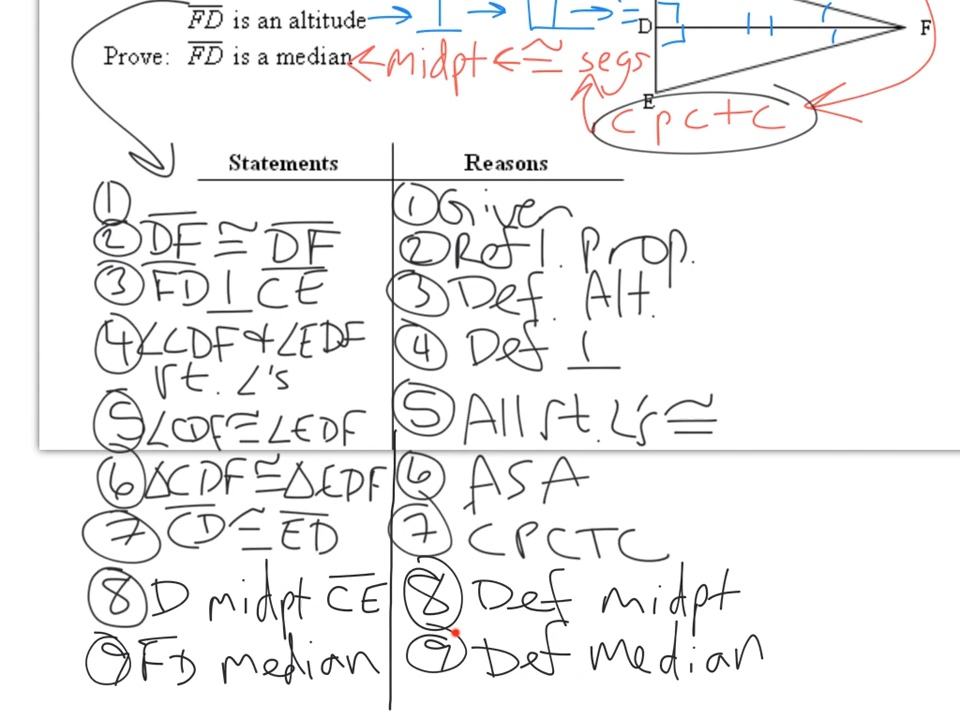 FD is an altitude → ⊥ → ∟ → ≅ D F
Prove: FD is a median ← midpt ← ≅ segs
E
CPCTC
Statements Reasons
① ① Given
② DF ≅ DF ② Refl. Prop.
③ FD ⊥ CE ③ Def. Alt.
④ ∠CDF + ∠EDF ④ Def ⊥
rt. ∠'s
⑤ ∠CDF ≅ ∠EDF ⑤ All rt. ∠'s ≅
⑥ △CDF ≅ △EDF ⑥ ASA
⑦ CD ≅ ED ⑦ CPCTC
⑧ D midpt CE ⑧ Def midpt
⑨ FD median ⑨ Def median